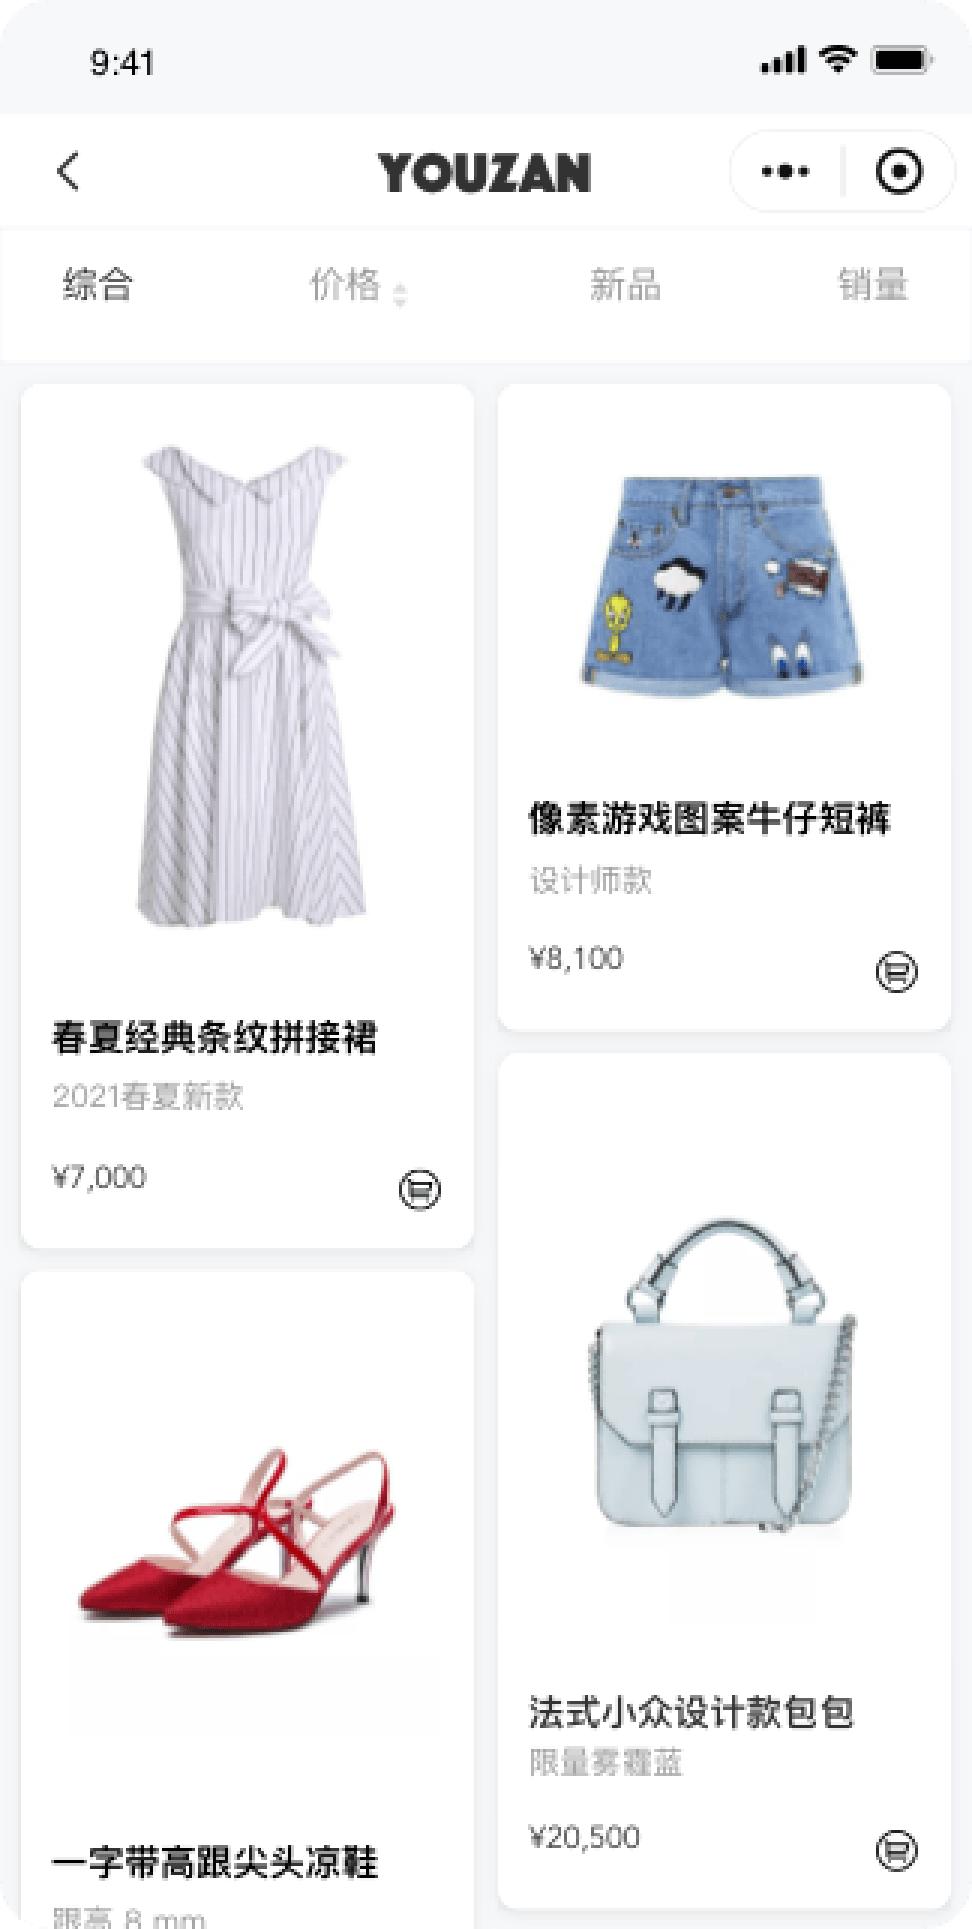 9:41
YOUZAN
综合 价格 新品 销量
春夏经典条纹拼接裙
2021春夏新款
¥7,000
像素游戏图案牛仔短裤
设计师款
¥8,100
一字带高跟尖头凉鞋
跟高 8 mm
法式小众设计款包包
限量雾霾蓝
¥20,500